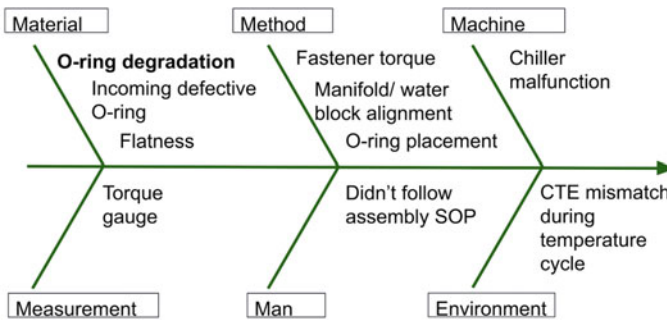 Material
Method
Machine
O-ring degradation
Incoming defective
O-ring
Flatness
Fastener torque
Manifold/ water
block alignment
O-ring placement
Chiller
malfunction
Torque
gauge
Didn’t follow
assembly SOP
CTE mismatch
during
temperature
cycle
Measurement
Man
Environment